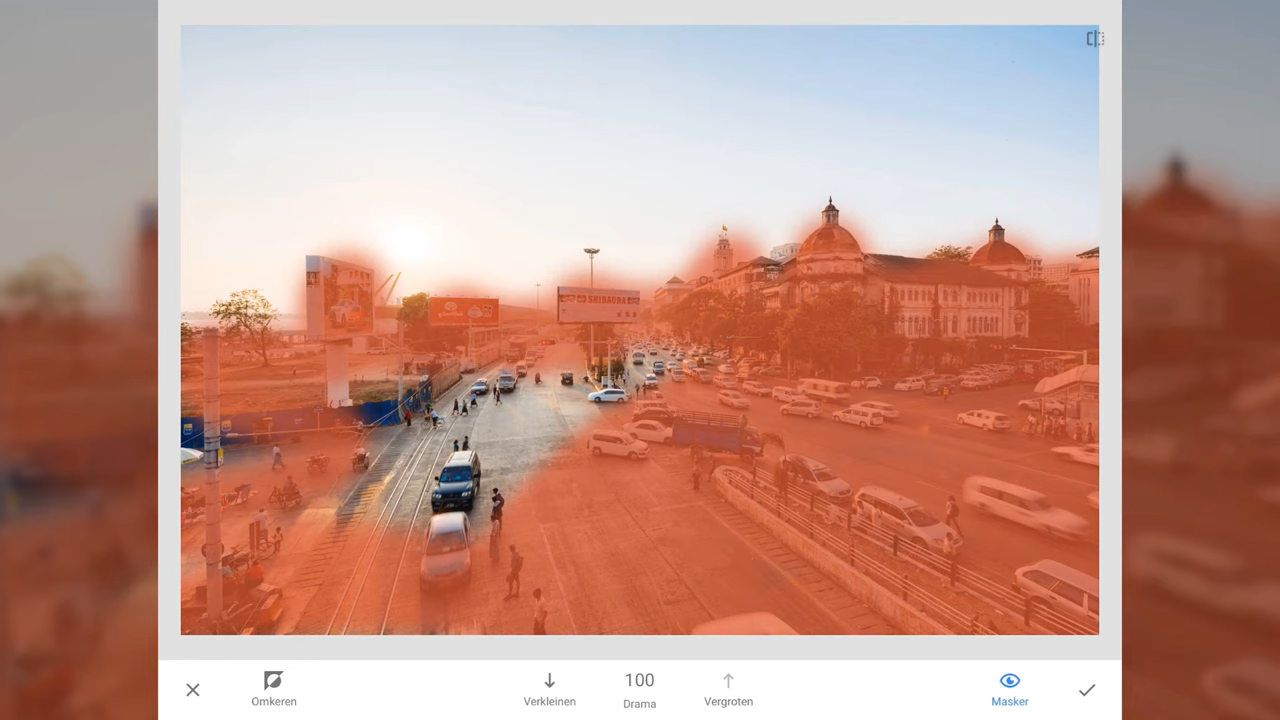 SHIDAURA
Omkeren
Verkleinen
100
Drama
Vergroten
Masker